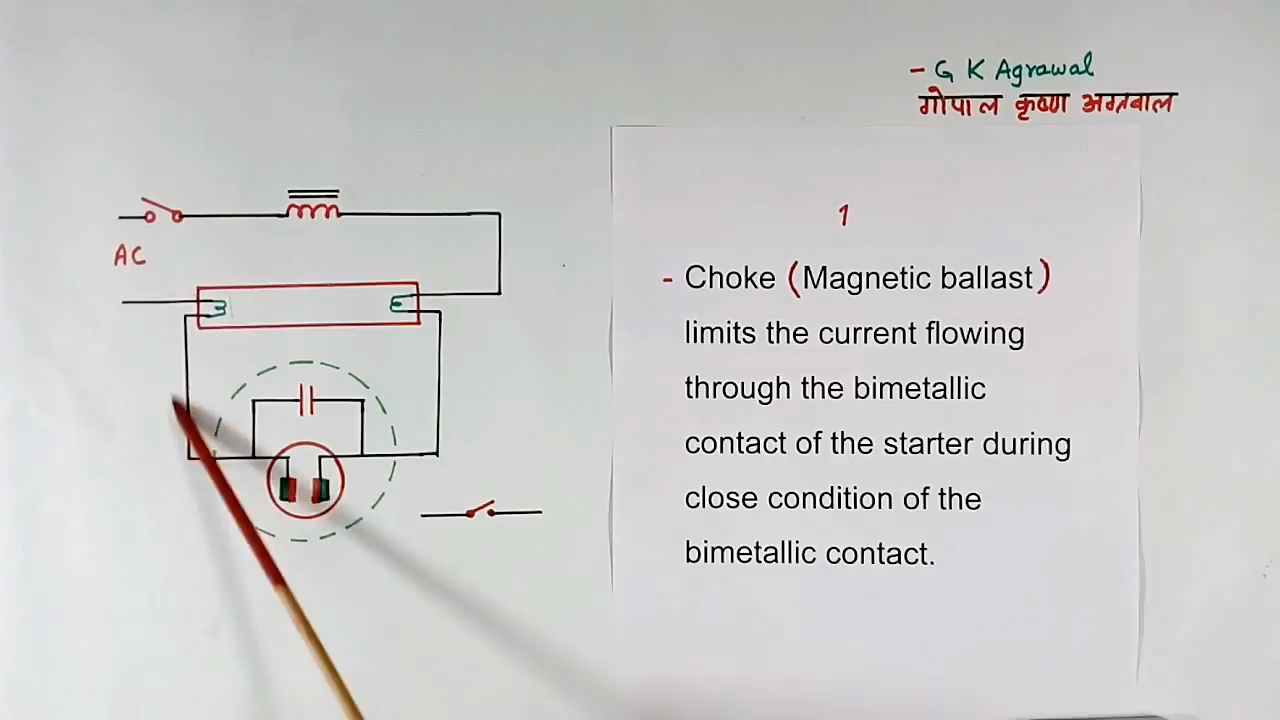 - G K Agrawal
गोपाल कृष्ण अग्रवाल
AC
1
- Choke (Magnetic ballast)
limits the current flowing
through the bimetallic
contact of the starter during
close condition of the
bimetallic contact.